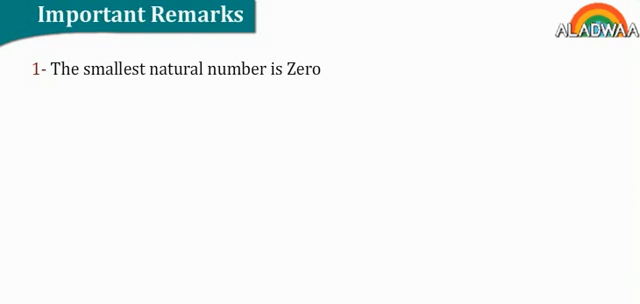 Important Remarks
ALADWAA
1- The smallest natural number is Zero